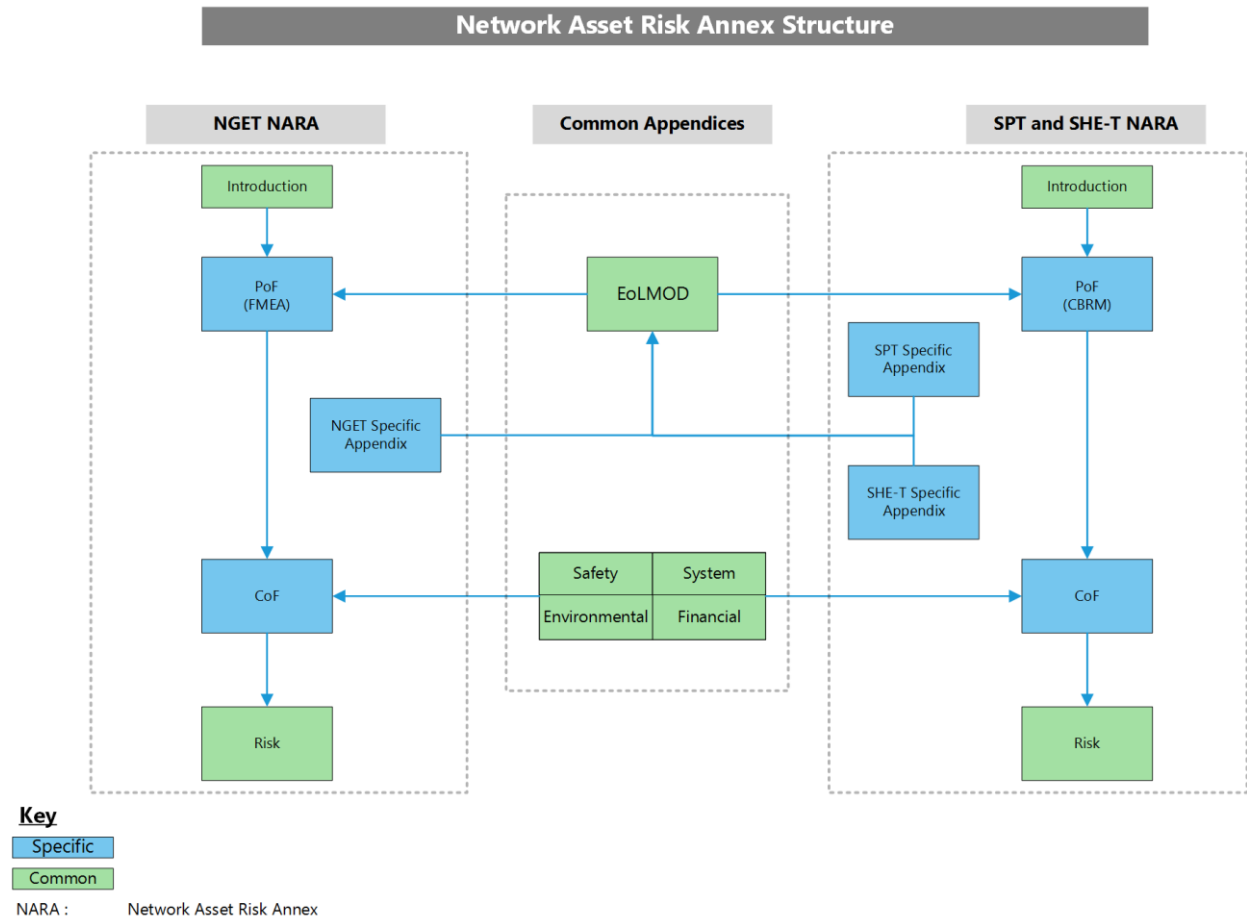 Network Asset Risk Annex Structure
NGET NARA
Common Appendices
SPT and SHE-T NARA
Introduction
Introduction
PoF
(FMEA)
EoLMOD
PoF
(CBRM)
SPT Specific
Appendix
NGET Specific
Appendix
SHE-T Specific
Appendix
Safety
System
Environmental
Financial
CoF
CoF
Risk
Risk
Key
Specific
Common
NARA : Network Asset Risk Annex